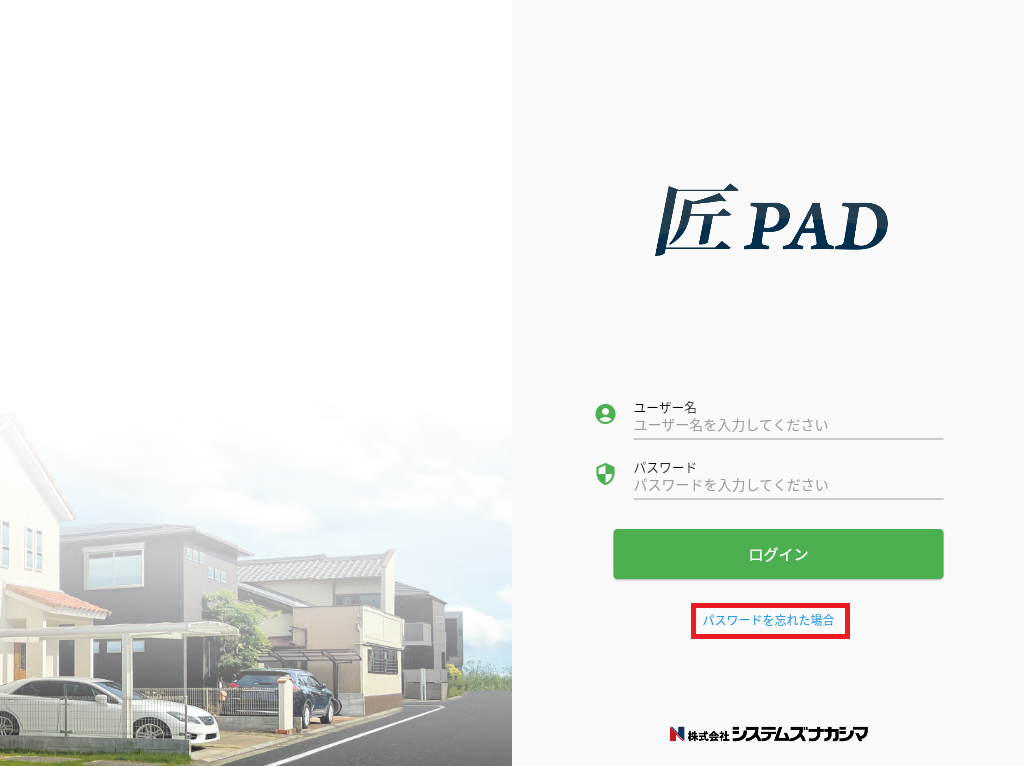 匠PAD
ユーザー名
ユーザー名を入力してください
パスワード
パスワードを入力してください
ログイン
パスワードを忘れた場合
株式会社システムズナカシマ